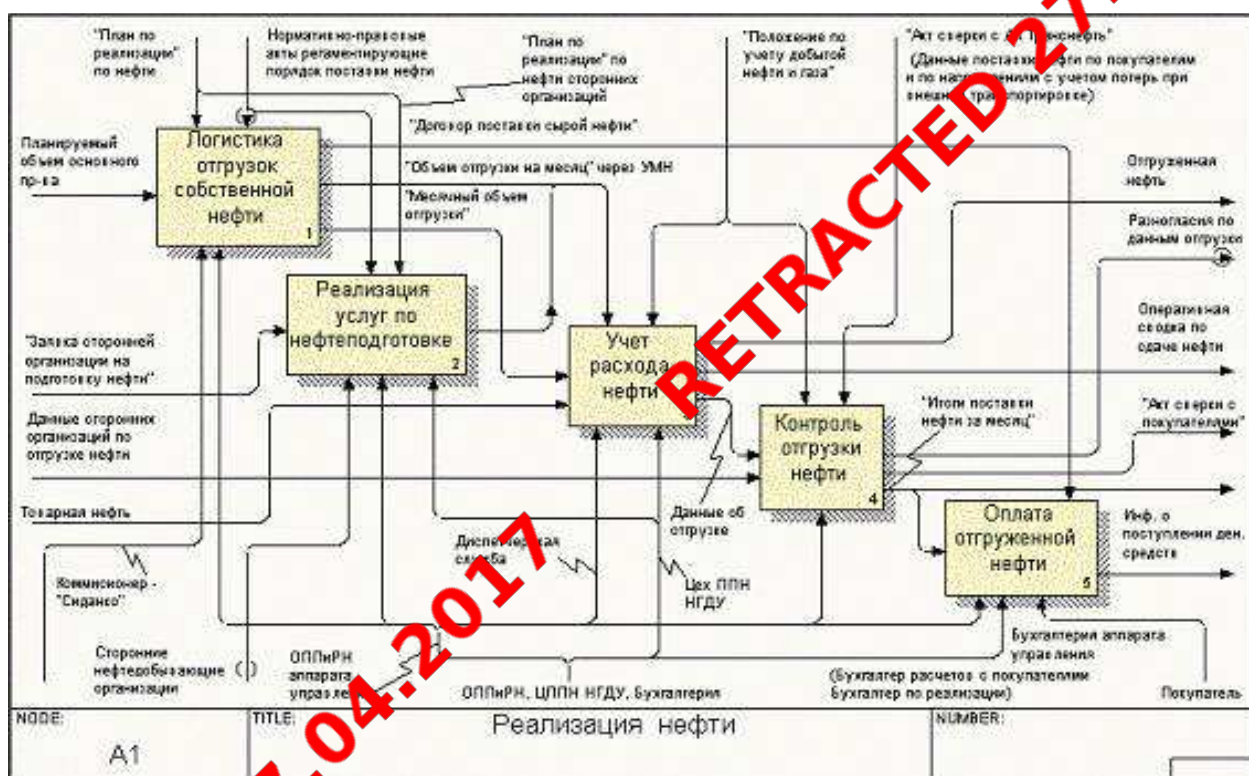 "План по
реализации"
по нефти
Нормативно-правовые
акты регламентирующие
порядок поставки нефти
"План по
реализации" по
нефти сторонних
организаций
"Положение по
учету добытой
нефти и газа"
"Акт сверки с АК Транснефть"
(Данные поставки нефти по покупателям
и по направлениям с учетом потерь при
внешней транспортировке)
"Договор поставки сырой нефти"
Планируемый
объем основного
пр-ва
Логистика
отгрузок
собственной
нефти
1
"Объем отгрузки на месяц" через УМН
"Месячный объем
отгрузки"
Отгруженная
нефть
Разногласия по
данным отгрузки
Реализация
услуг по
нефтеподготовке
2
Оперативная
сводка по
сдаче нефти
"Заявка сторонней
организации на
подготовку нефти"
Учет
расхода
нефти
Данные сторонних
организаций по
отгрузке нефти
"Итоги поставки
нефти за месяц"
"Акт сверки с
покупателями"
Контроль
отгрузки
нефти
4
Товарная нефть
Данные об
отгрузке
Оплата
отгруженной
нефти
5
Инф. о
поступлении ден.
средств
Диспетчерская
служба
Цех ППН
НГДУ
Комиссионер -
"Сиданко"
Сторонние
нефтедобывающие
организации
ОППиРН
аппарата
управления
ОППиРН, ЦППН НГДУ, Бухгалтерия
Бухгалтерия аппарата
управления
(Бухгалтер расчетов с покупателями
Бухгалтер по реализации)
Покупатель
NODE:
A1
TITLE:
Реализация нефти
NUMBER:
RETRACTED 27
.04.2017